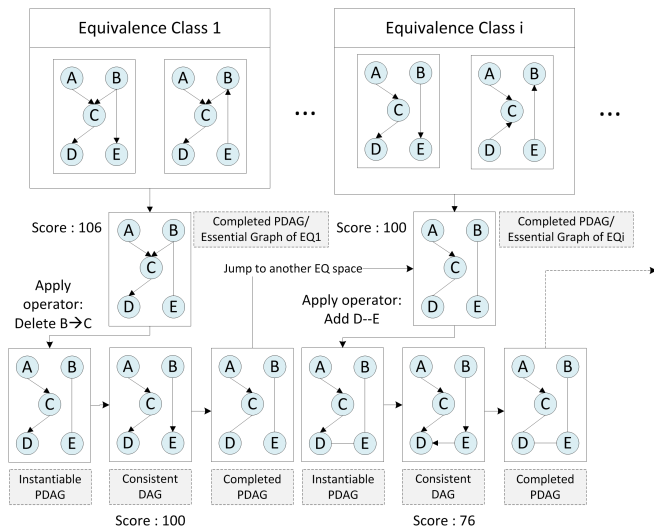 Equivalence Class 1
A B
C
D E
A B
C
D E
...
Equivalence Class i
A B
C
D E
A B
C
D E
...
Score : 106
A B
C
D E
Completed PDAG/
Essential Graph of EQ1
Score : 100
A B
C
D E
Completed PDAG/
Essential Graph of EQi
Jump to another EQ space
Apply
operator:
Delete B→C
Apply operator:
Add D--E
A B
C
D E
Instantiable
PDAG
A B
C
D E
Consistent
DAG
Score : 100
A B
C
D E
Completed
PDAG
A B
C
D E
Instantiable
PDAG
A B
C
D E
Consistent
DAG
Score : 76
A B
C
D E
Completed
PDAG